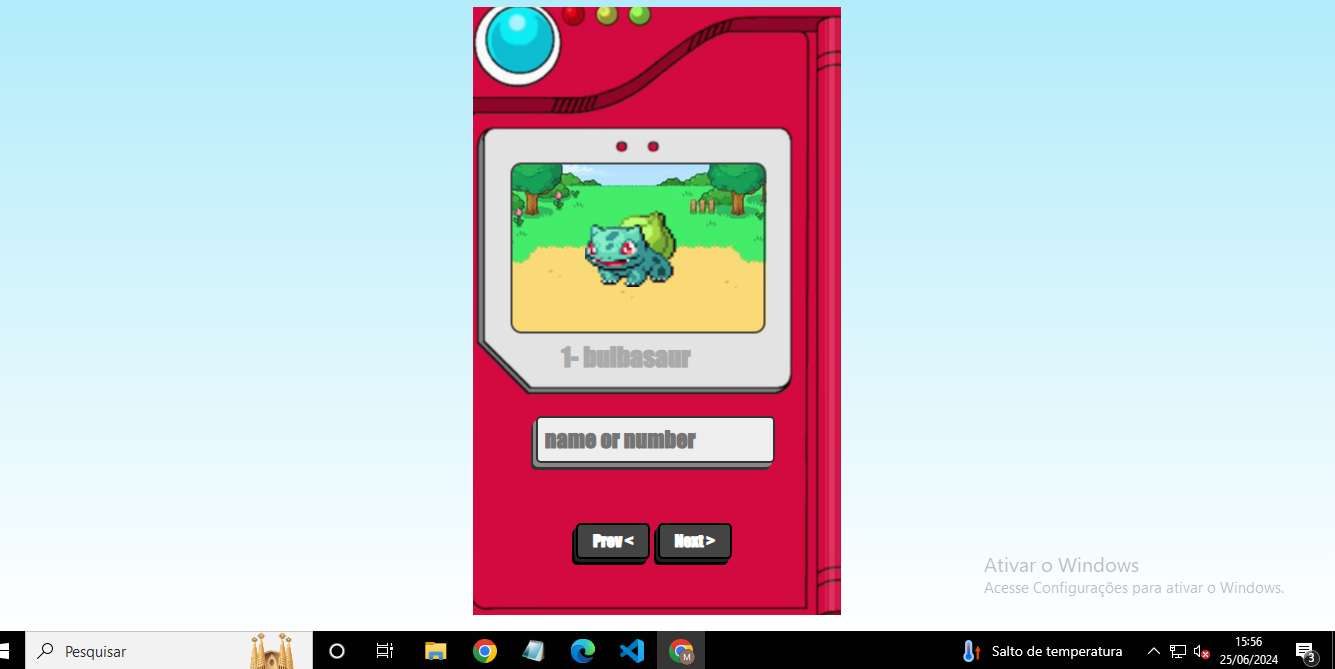 1- bulbasaur
name or number
Prev <
Next >
Ativar o Windows
Acesse Configurações para ativar o Windows.
Pesquisar
M
Salto de temperatura
15:56
25/06/2024
3